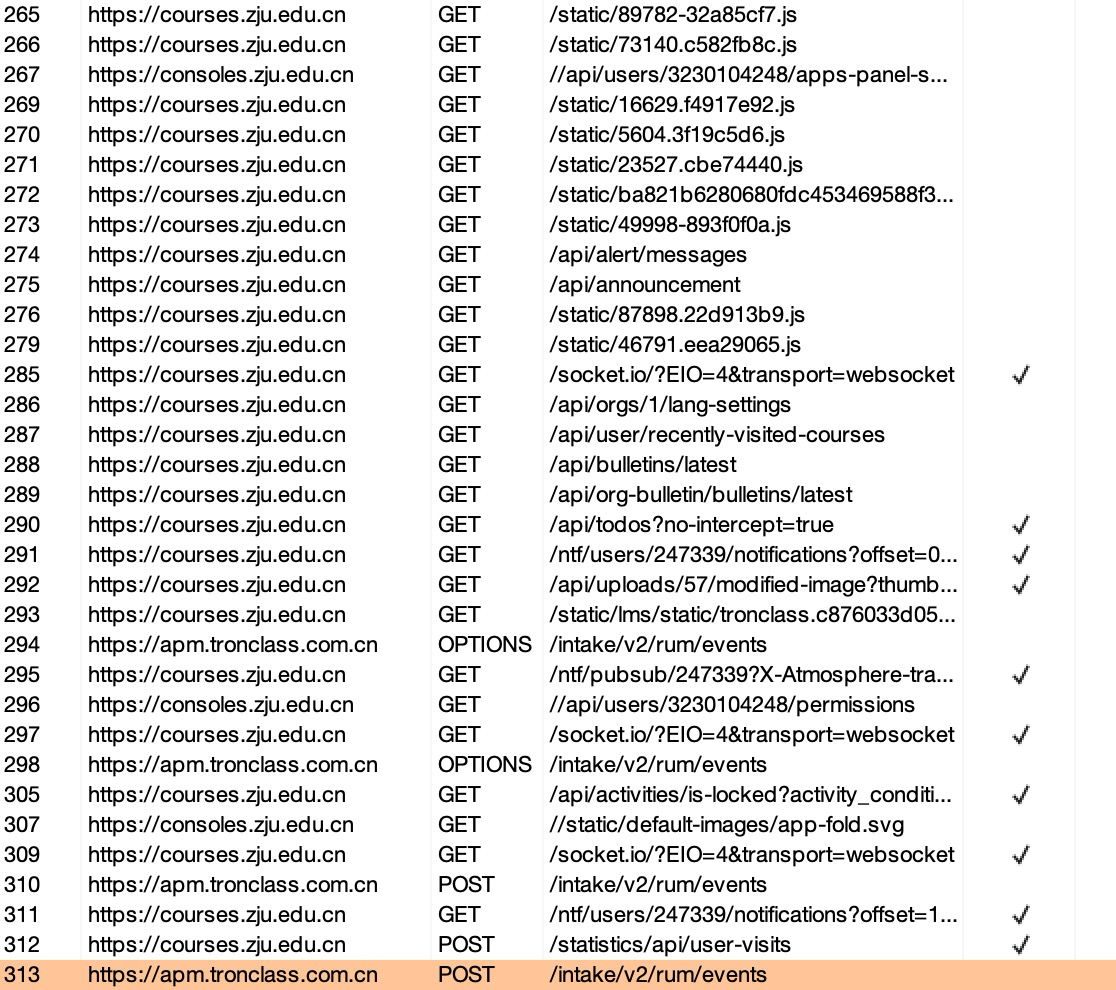 265 https://courses.zju.edu.cn GET /static/89782-32a85cf7.js
266 https://courses.zju.edu.cn GET /static/73140.c582fb8c.js
267 https://consoles.zju.edu.cn GET //api/users/3230104248/apps-panel-s...
269 https://courses.zju.edu.cn GET /static/16629.f4917e92.js
270 https://courses.zju.edu.cn GET /static/5604.3f19c5d6.js
271 https://courses.zju.edu.cn GET /static/23527.cbe74440.js
272 https://courses.zju.edu.cn GET /static/ba821b6280680fdc453469588f3...
273 https://courses.zju.edu.cn GET /static/49998-893f0f0a.js
274 https://courses.zju.edu.cn GET /api/alert/messages
275 https://courses.zju.edu.cn GET /api/announcement
276 https://courses.zju.edu.cn GET /static/87898.22d913b9.js
279 https://courses.zju.edu.cn GET /static/46791.eea29065.js
285 https://courses.zju.edu.cn GET /socket.io/?EIO=4&transport=websocket ✓
286 https://courses.zju.edu.cn GET /api/orgs/1/lang-settings
287 https://courses.zju.edu.cn GET /api/user/recently-visited-courses
288 https://courses.zju.edu.cn GET /api/bulletins/latest
289 https://courses.zju.edu.cn GET /api/org-bulletin/bulletins/latest
290 https://courses.zju.edu.cn GET /api/todos?no-intercept=true ✓
291 https://courses.zju.edu.cn GET /ntf/users/247339/notifications?offset=0... ✓
292 https://courses.zju.edu.cn GET /api/uploads/57/modified-image?thumb... ✓
293 https://courses.zju.edu.cn GET /static/lms/static/tronclass.c876033d05...
294 https://apm.tronclass.com.cn OPTIONS /intake/v2/rum/events
295 https://courses.zju.edu.cn GET /ntf/pubsub/247339?X-Atmosphere-tra... ✓
296 https://consoles.zju.edu.cn GET //api/users/3230104248/permissions
297 https://courses.zju.edu.cn GET /socket.io/?EIO=4&transport=websocket ✓
298 https://apm.tronclass.com.cn OPTIONS /intake/v2/rum/events
305 https://courses.zju.edu.cn GET /api/activities/is-locked?activity_conditi... ✓
307 https://consoles.zju.edu.cn GET //static/default-images/app-fold.svg
309 https://courses.zju.edu.cn GET /socket.io/?EIO=4&transport=websocket ✓
310 https://apm.tronclass.com.cn POST /intake/v2/rum/events
311 https://courses.zju.edu.cn GET /ntf/users/247339/notifications?offset=1... ✓
312 https://courses.zju.edu.cn POST /statistics/api/user-visits ✓
313 https://apm.tronclass.com.cn POST /intake/v2/rum/events